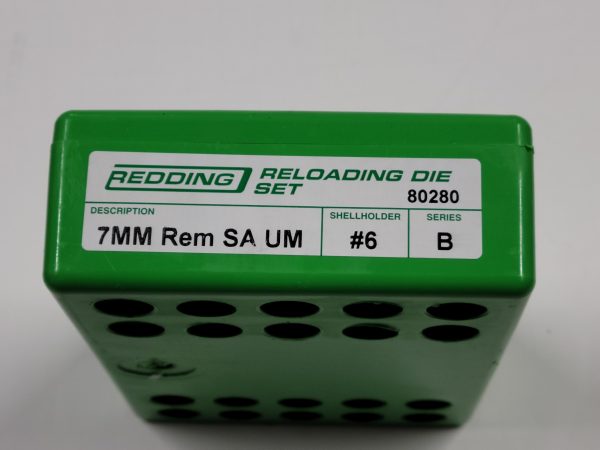 REDDING RELOADING DIE SET
80280
DESCRIPTION SHELLHOLDER SERIES
7MM Rem SA UM #6 B